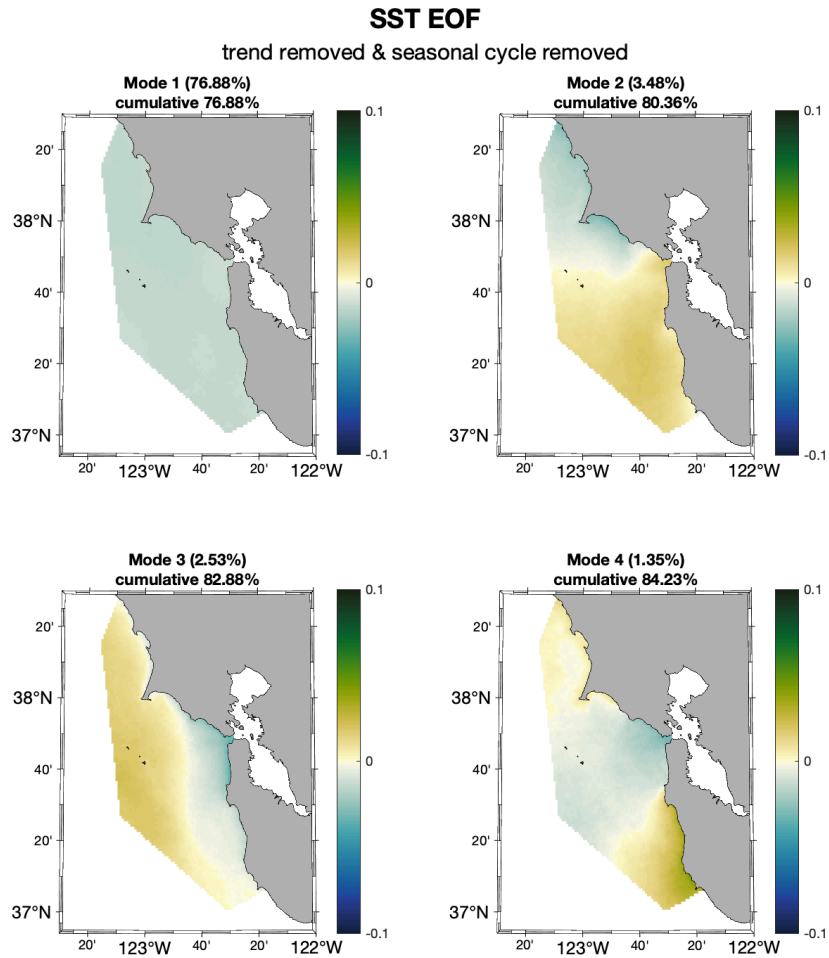 SST EOF
trend removed & seasonal cycle removed
Mode 1 (76.88%)
cumulative 76.88%
Mode 2 (3.48%)
cumulative 80.36%
20'
38°N
40'
20'
37°N
20'
123°W
40'
20'
122°W
0.1
0
-0.1
20'
38°N
40'
20'
37°N
20'
123°W
40'
20'
122°W
0.1
0
-0.1
Mode 3 (2.53%)
cumulative 82.88%
Mode 4 (1.35%)
cumulative 84.23%
20'
38°N
40'
20'
37°N
20'
123°W
40'
20'
122°W
0.1
0
-0.1
20'
38°N
40'
20'
37°N
20'
123°W
40'
20'
122°W
0.1
0
-0.1